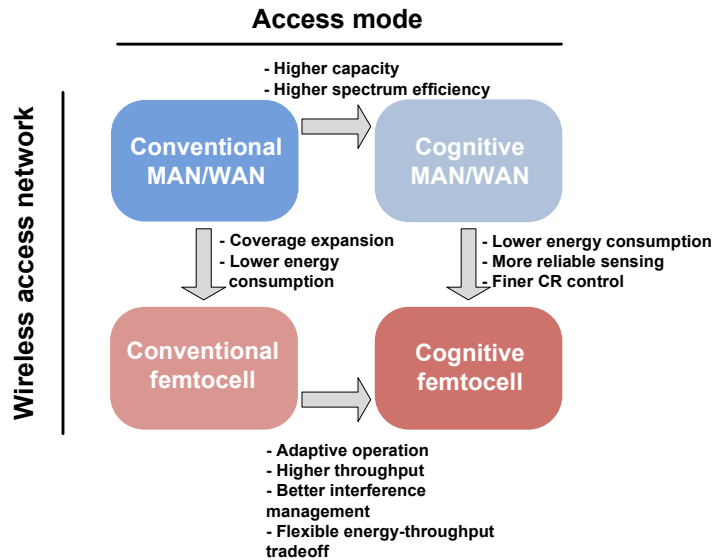 Access mode
- Higher capacity
- Higher spectrum efficiency
Wireless access network
Conventional
MAN/WAN
Cognitive
MAN/WAN
- Coverage expansion
- Lower energy
consumption
- Lower energy consumption
- More reliable sensing
- Finer CR control
Conventional
femtocell
Cognitive
femtocell
- Adaptive operation
- Higher throughput
- Better interference
management
- Flexible energy-throughput
tradeoff